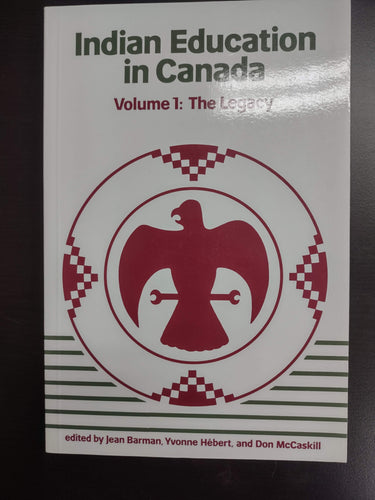 Indian Education
in Canada
Volume 1: The Legacy
edited by Jean Barman, Yvonne Hébert, and Don McCaskill